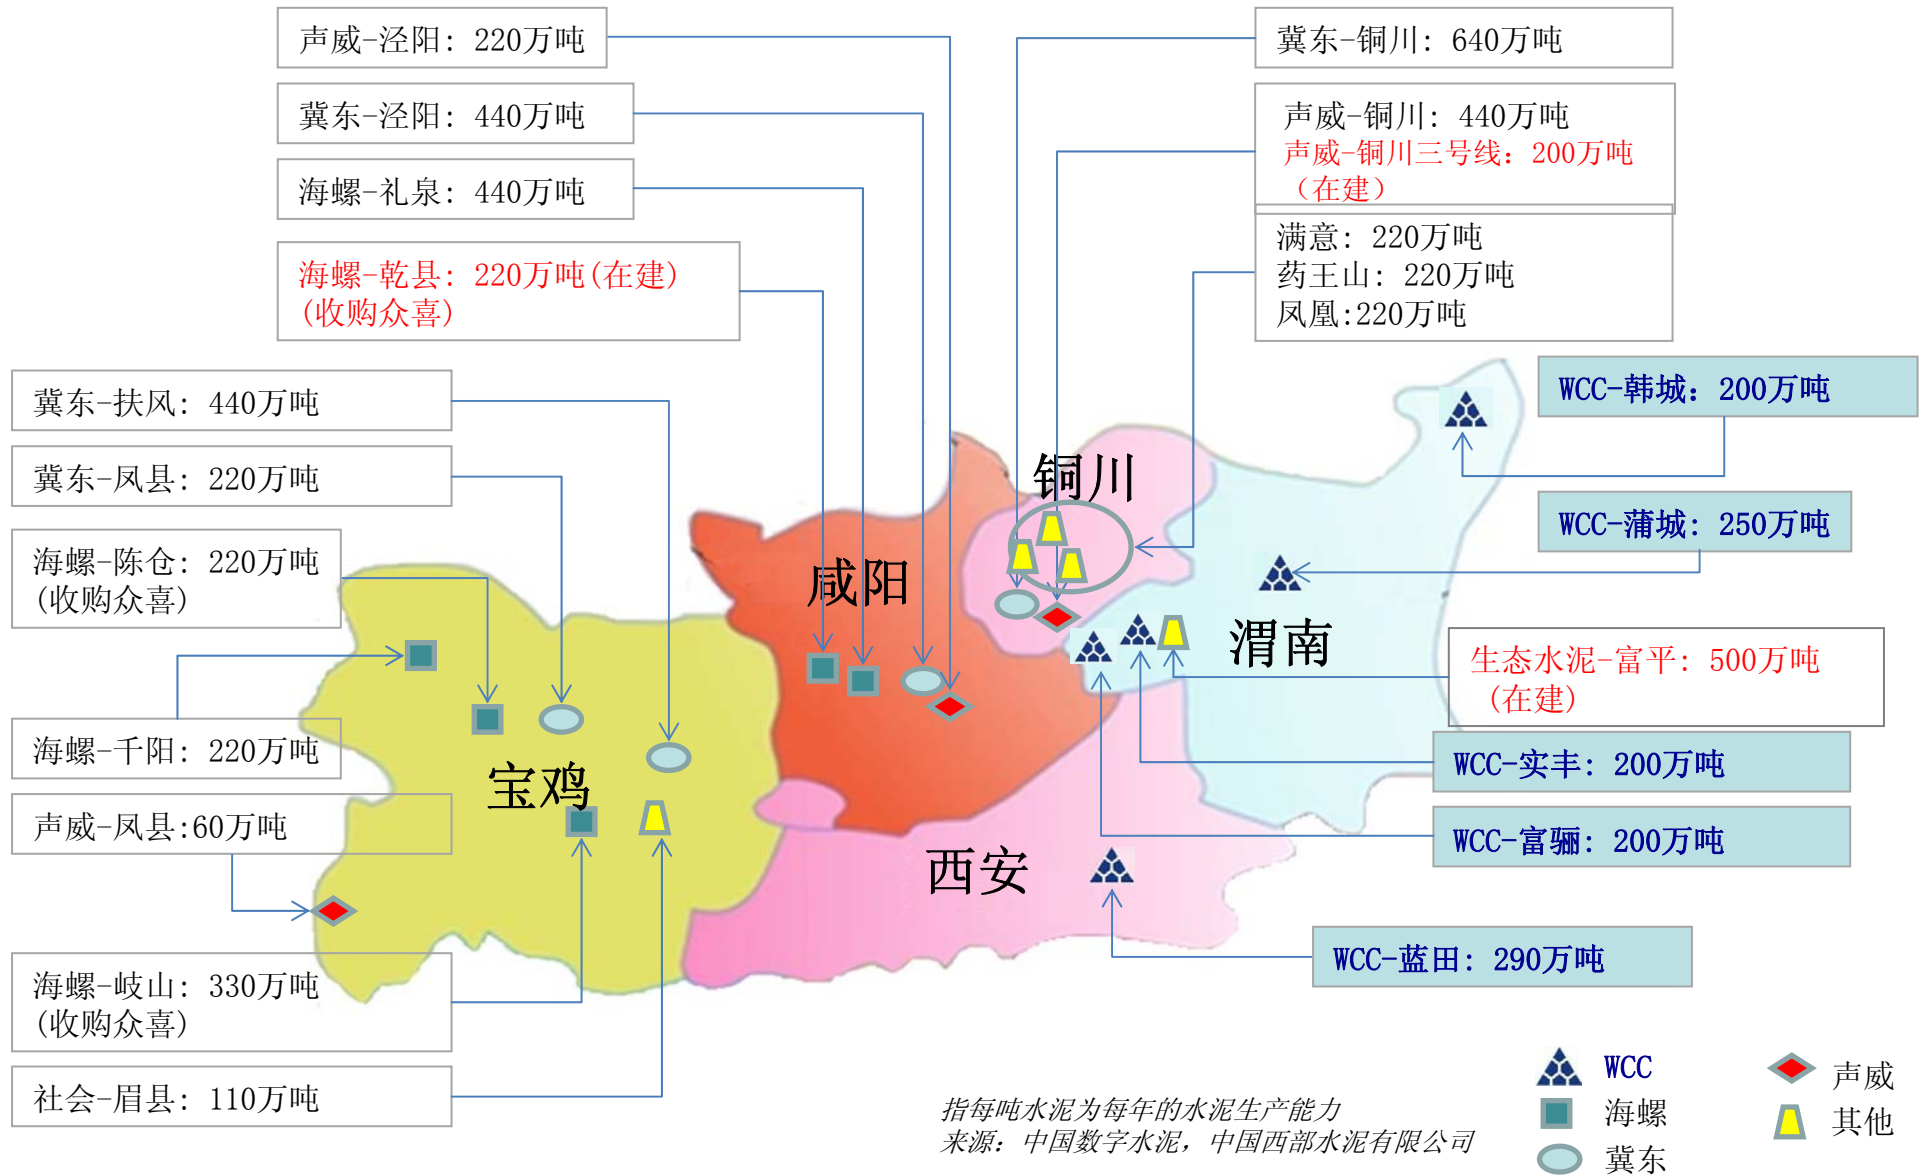 声威-泾阳: 220万吨
冀东-泾阳: 440万吨
海螺-礼泉: 440万吨
海螺-乾县: 220万吨(在建)
(收购众喜)
冀东-扶风: 440万吨
冀东-凤县: 220万吨
海螺-陈仓: 220万吨
(收购众喜)
海螺-千阳: 220万吨
声威-凤县:60万吨
海螺-岐山: 330万吨
(收购众喜)
社会-眉县: 110万吨
冀东-铜川: 640万吨
声威-铜川: 440万吨
声威-铜川三号线: 200万吨
(在建)
满意: 220万吨
药王山: 220万吨
凤凰:220万吨
WCC-韩城: 200万吨
WCC-蒲城: 250万吨
生态水泥-富平: 500万吨
(在建)
WCC-实丰: 200万吨
WCC-富骊: 200万吨
WCC-蓝田: 290万吨
铜川
咸阳
渭南
宝鸡
西安
WCC
海螺
冀东
声威
其他
指每吨水泥为每年的水泥生产能力
来源: 中国数字水泥, 中国西部水泥有限公司